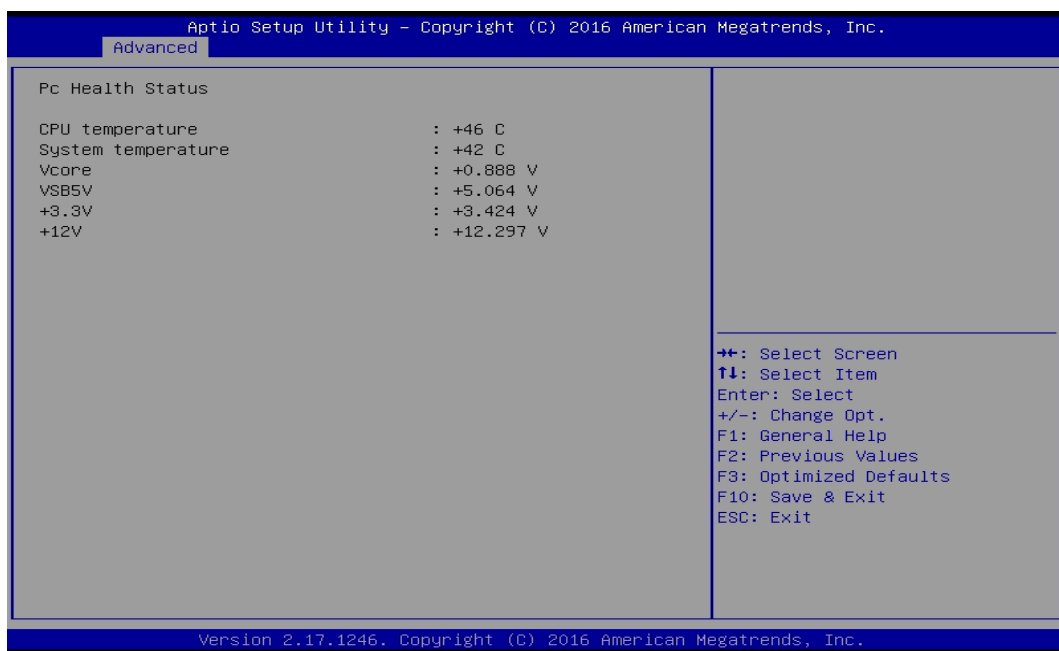 Aptio Setup Utility – Copyright (C) 2016 American Megatrends, Inc.
Advanced
Pc Health Status
CPU temperature : +46 C
System temperature : +42 C
Vcore : +0.888 V
VSB5V : +5.064 V
+3.3V : +3.424 V
+12V : +12.297 V
→←: Select Screen
↑↓: Select Item
Enter: Select
+/-: Change Opt.
F1: General Help
F2: Previous Values
F3: Optimized Defaults
F10: Save & Exit
ESC: Exit
Version 2.17.1246. Copyright (C) 2016 American Megatrends, Inc.